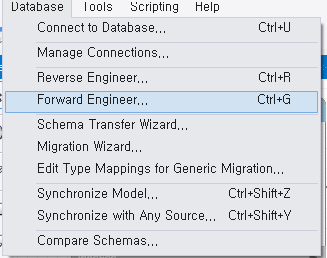 Database Tools Scripting Help
Connect to Database... Ctrl+U
Manage Connections...
Reverse Engineer... Ctrl+R
Forward Engineer... Ctrl+G
Schema Transfer Wizard...
Migration Wizard...
Edit Type Mappings for Generic Migration...
Synchronize Model... Ctrl+Shift+Z
Synchronize with Any Source... Ctrl+Shift+Y
Compare Schemas...